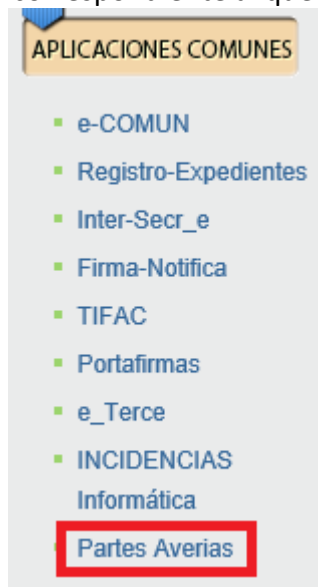 APLICACIONES COMUNES
e-COMUN
Registro-Expedientes
Inter-Secr_e
Firma-Notifica
TIFAC
Portafirmas
e_Terce
INCIDENCIAS
Informática
Partes Averias